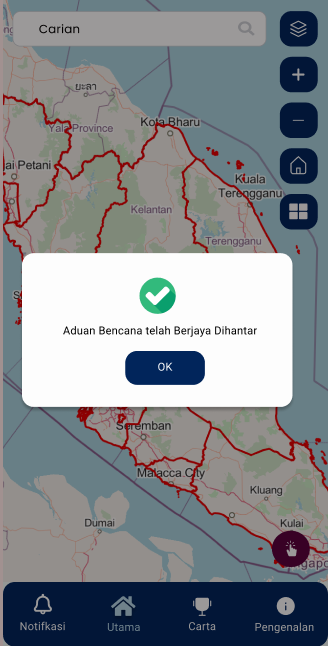 Carian
ยะลา
Yala Province
Kota Bharu
ai Petani
Kuala
Terengganu
Kelantan
Terengganu
Aduan Bencana telah Berjaya Dihantar
OK
Seremban
Malacca City
Kluang
Dumai
Kulai
ngapo
Notifkasi
Utama
Carta
Pengenalan